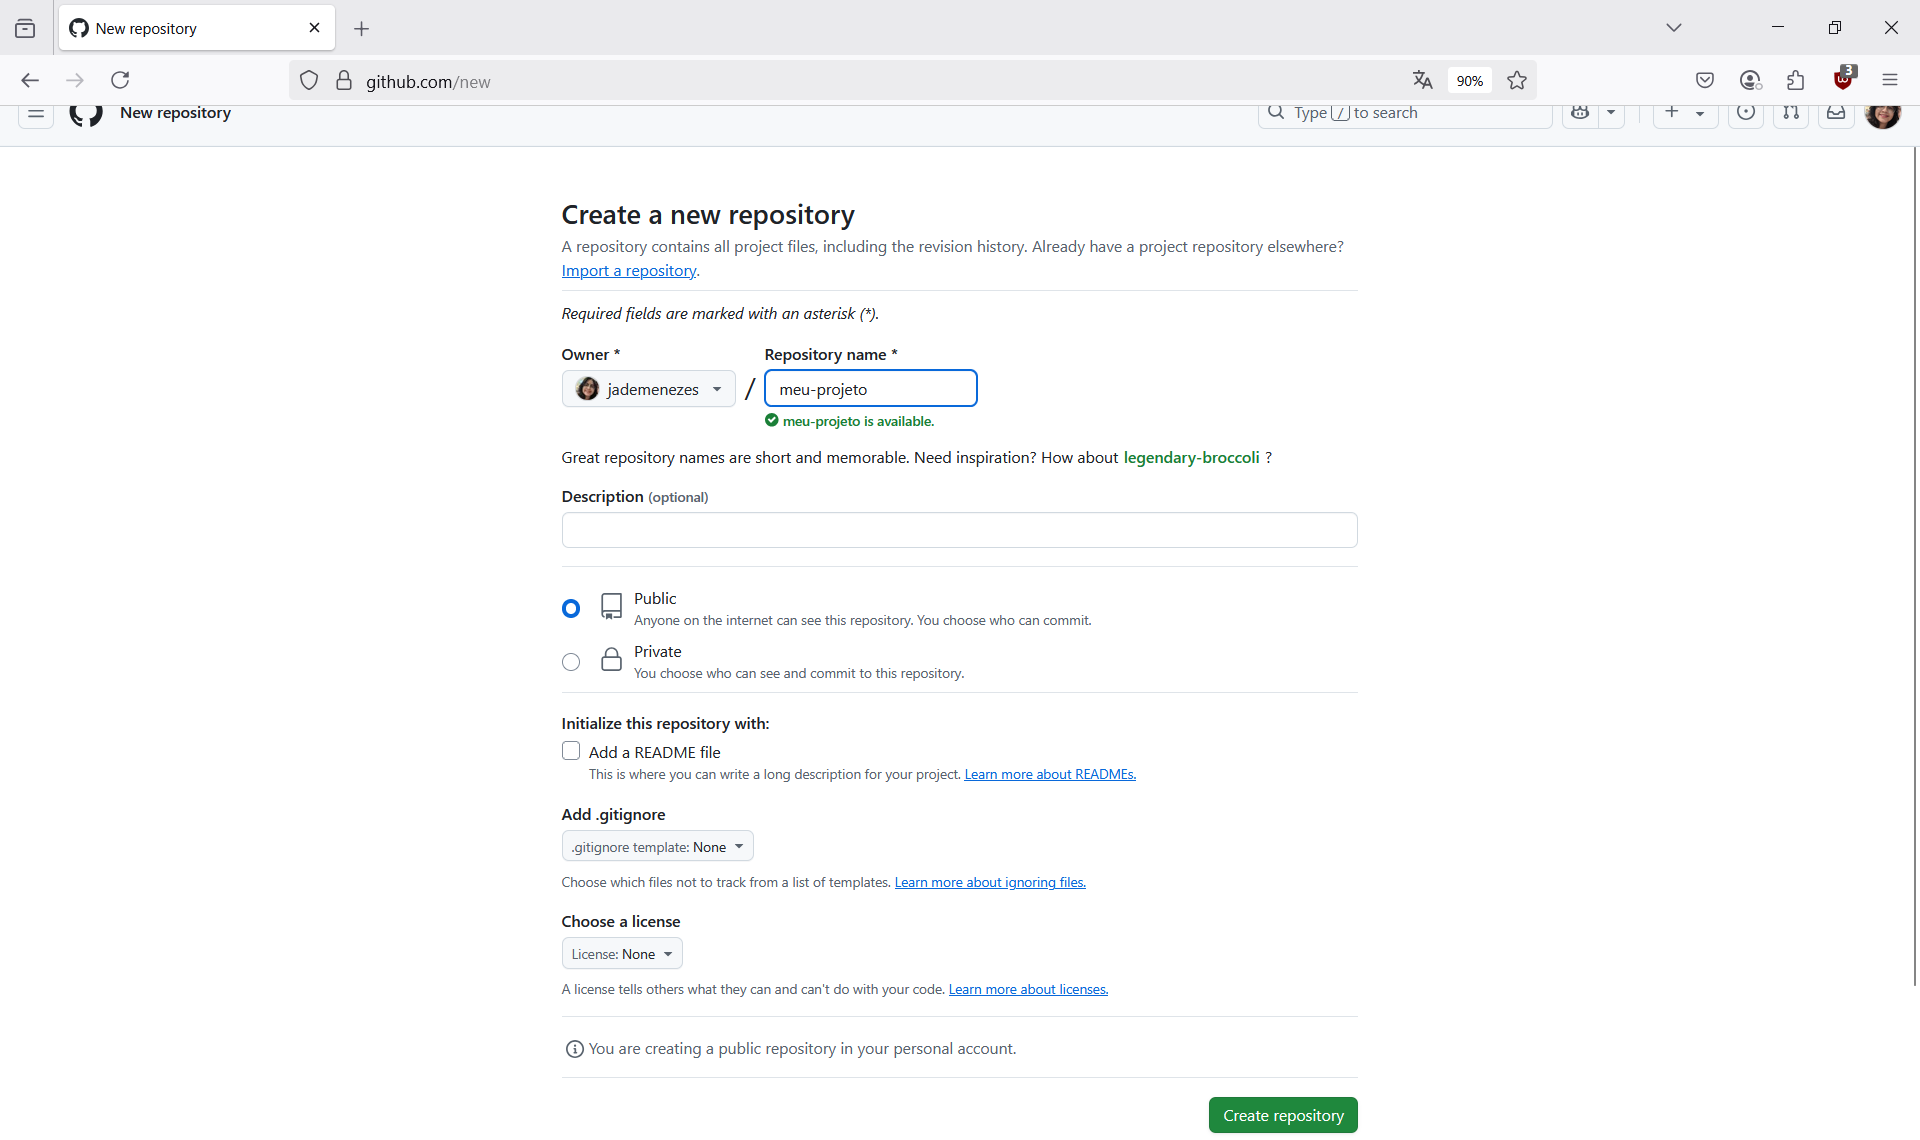 New repository
github.com/new
90%
3
New repository
Type / to search
Create a new repository
A repository contains all project files, including the revision history. Already have a project repository elsewhere?
Import a repository.
Required fields are marked with an asterisk (*).
Owner * Repository name *
jademenezes / meu-projeto
meu-projeto is available.
Great repository names are short and memorable. Need inspiration? How about legendary-broccoli ?
Description (optional)
Public
Anyone on the internet can see this repository. You choose who can commit.
Private
You choose who can see and commit to this repository.
Initialize this repository with:
Add a README file
This is where you can write a long description for your project. Learn more about READMEs.
Add .gitignore
.gitignore template: None
Choose which files not to track from a list of templates. Learn more about ignoring files.
Choose a license
License: None
A license tells others what they can and can't do with your code. Learn more about licenses.
You are creating a public repository in your personal account.
Create repository